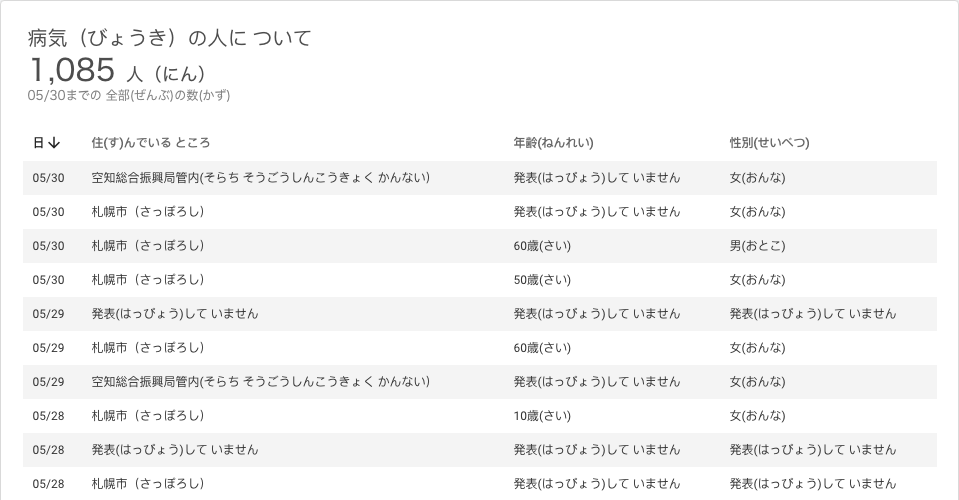 病気（びょうき）の人に ついて
1,085 人（にん）
05/30までの 全部(ぜんぶ)の数(かず)
日↓ 住(す)んでいる ところ 年齢(ねんれい) 性別(せいべつ)
05/30 空知総合振興局管内(そらち そうごうしんこうきょく かんない） 発表(はっぴょう)して いません 女(おんな)
05/30 札幌市（さっぽろし） 発表(はっぴょう)して いません 女(おんな)
05/30 札幌市（さっぽろし） 60歳(さい) 男(おとこ)
05/30 札幌市（さっぽろし） 50歳(さい) 女(おんな)
05/29 発表(はっぴょう)して いません 発表(はっぴょう)して いません 発表(はっぴょう)して いません
05/29 札幌市（さっぽろし） 60歳(さい) 女(おんな)
05/29 空知総合振興局管内(そらち そうごうしんこうきょく かんない） 発表(はっぴょう)して いません 女(おんな)
05/28 札幌市（さっぽろし） 10歳(さい) 女(おんな)
05/28 発表(はっぴょう)して いません 発表(はっぴょう)して いません 発表(はっぴょう)して いません
05/28 札幌市（さっぽろし） 発表(はっぴょう)して いません 発表(はっぴょう)して いません